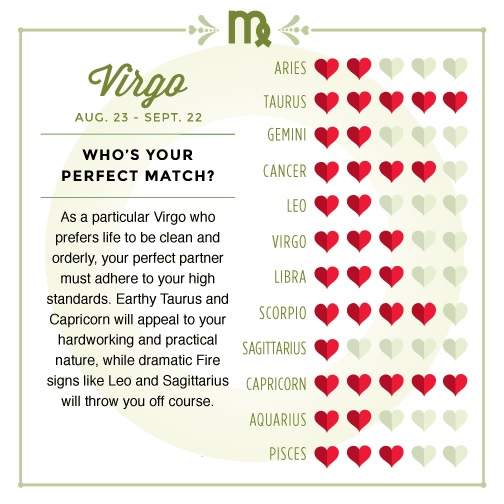 Virgo
AUG. 23 - SEPT. 22
WHO'S YOUR
PERFECT MATCH?
As a particular Virgo who
prefers life to be clean and
orderly, your perfect partner
must adhere to your high
standards. Earthy Taurus and
Capricorn will appeal to your
hardworking and practical
nature, while dramatic Fire
signs like Leo and Sagittarius
will throw you off course.
ARIES
TAURUS
GEMINI
CANCER
LEO
VIRGO
LIBRA
SCORPIO
SAGITTARIUS
CAPRICORN
AQUARIUS
PISCES